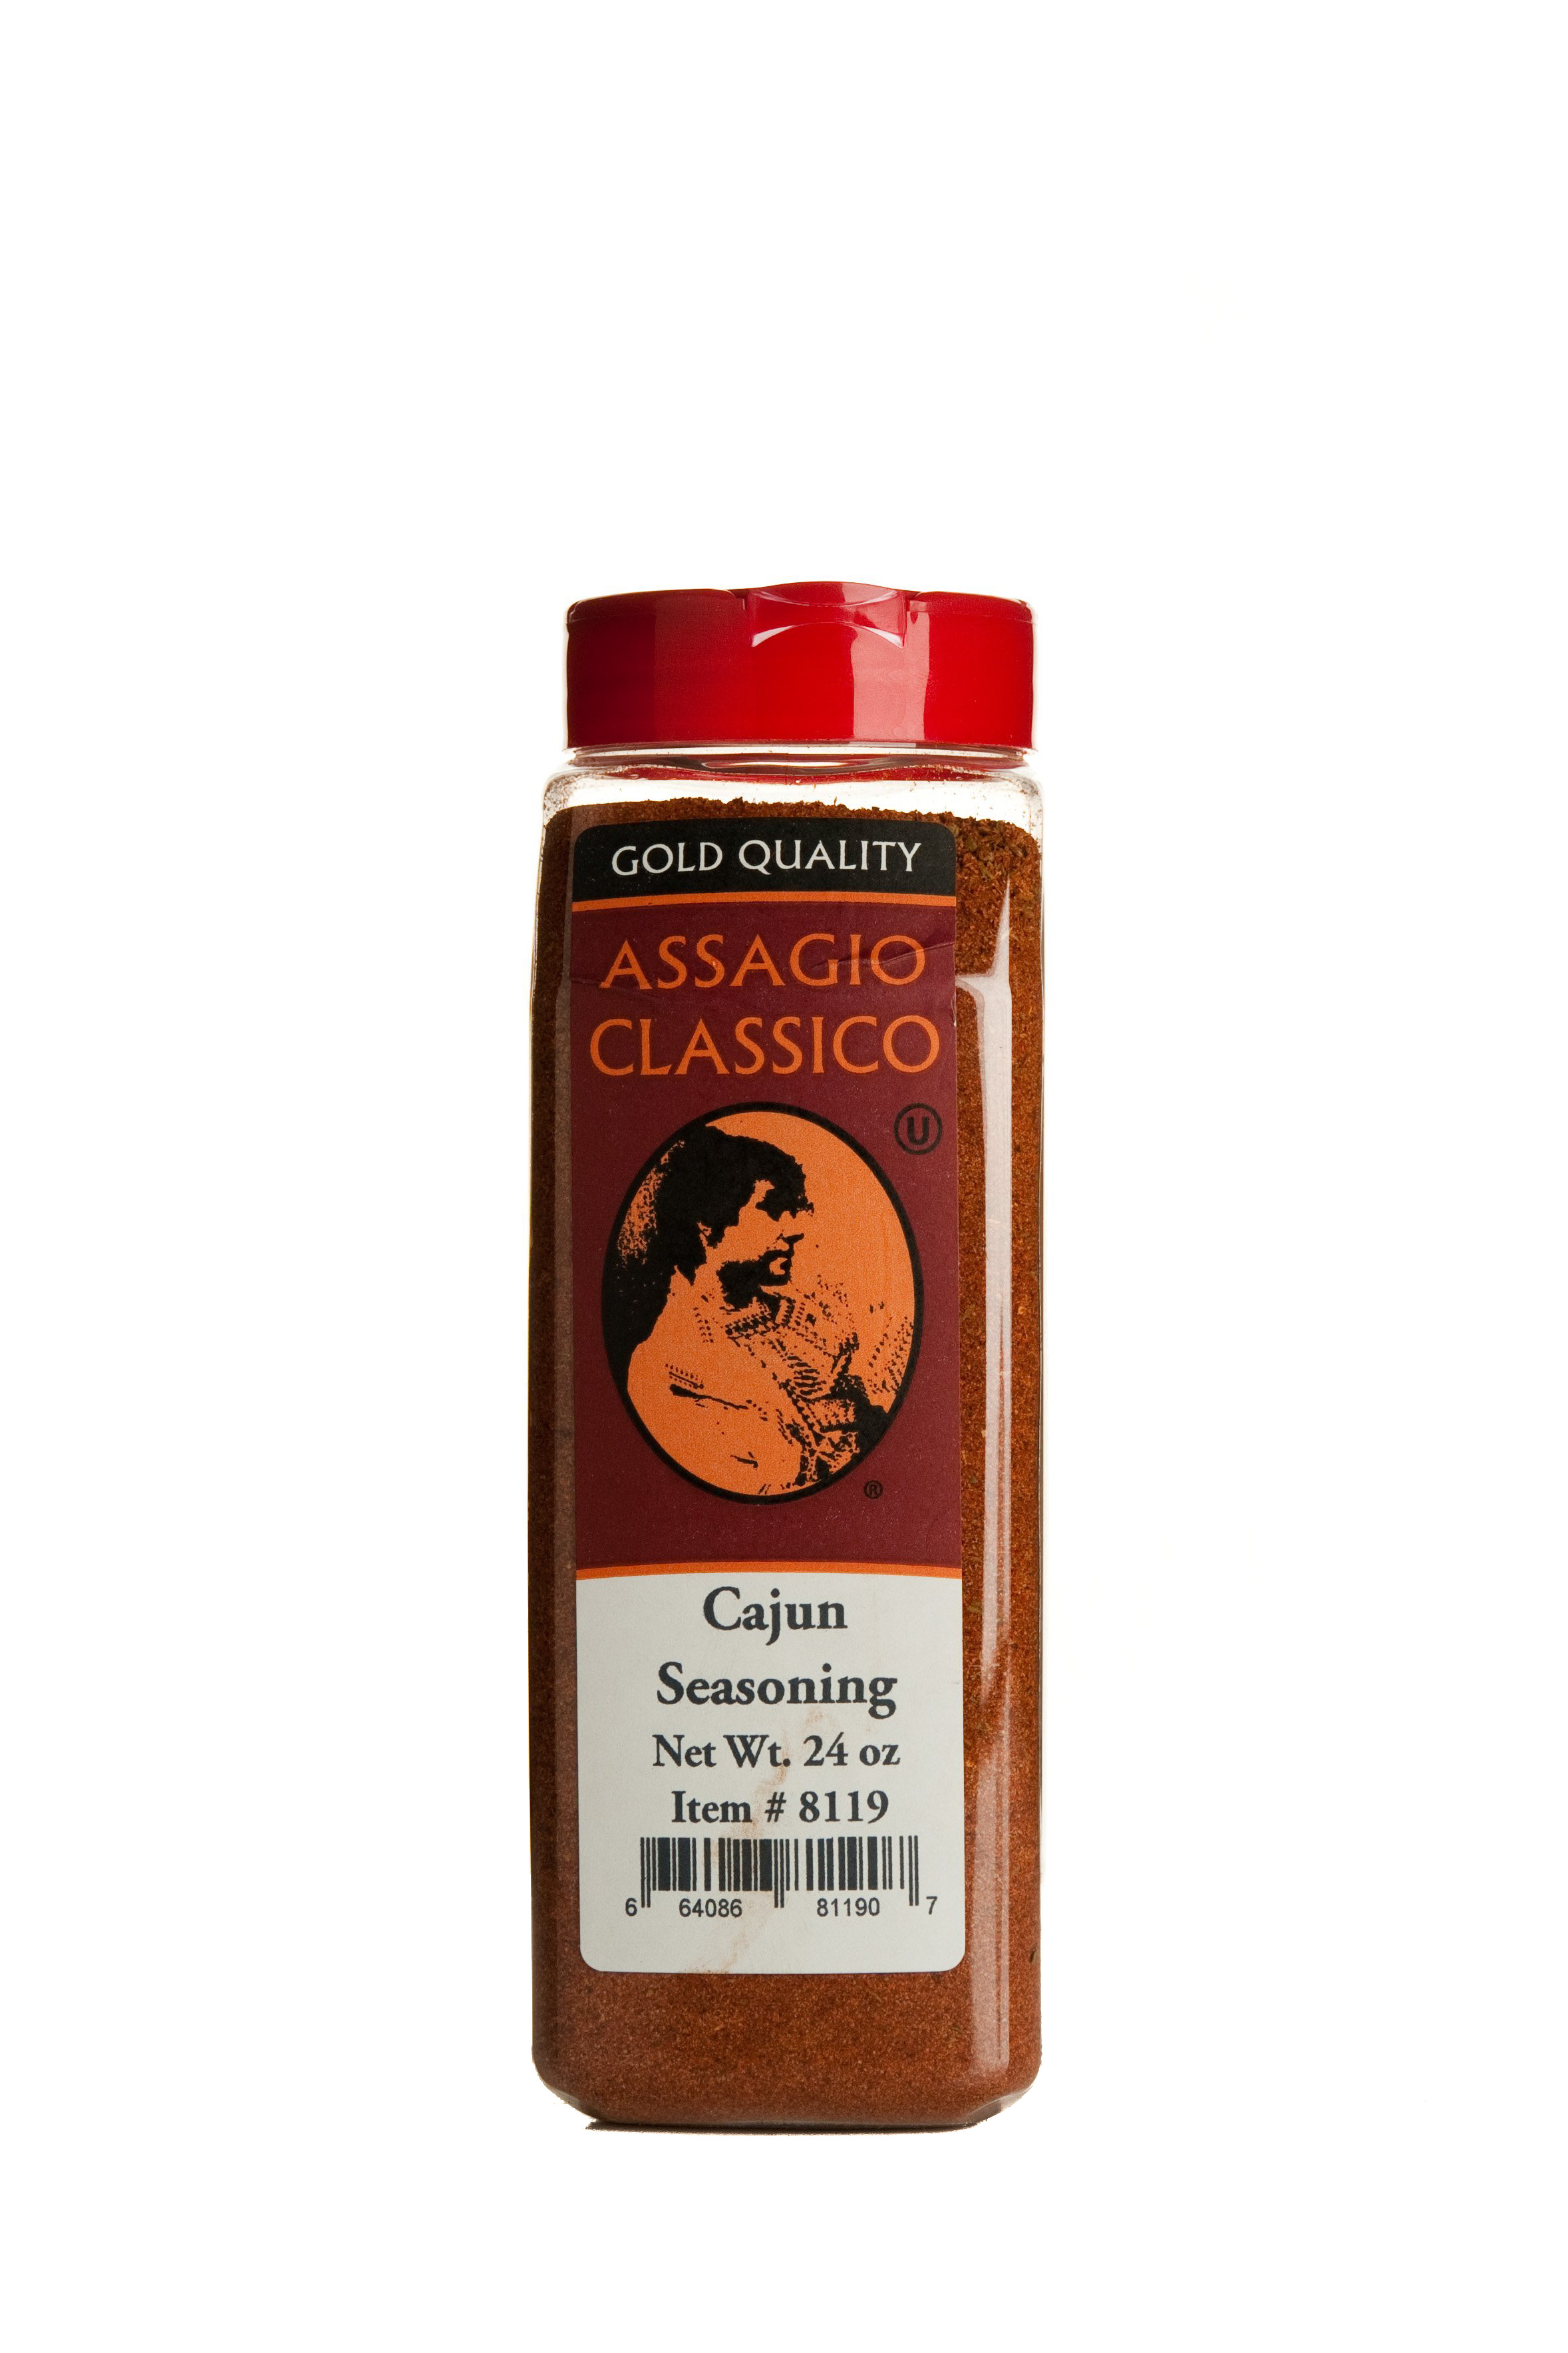 GOLD QUALITY
ASSAGIO
CLASSICO
U
®
Cajun
Seasoning
Net Wt. 24 oz
Item # 8119
6 64086 81190 7